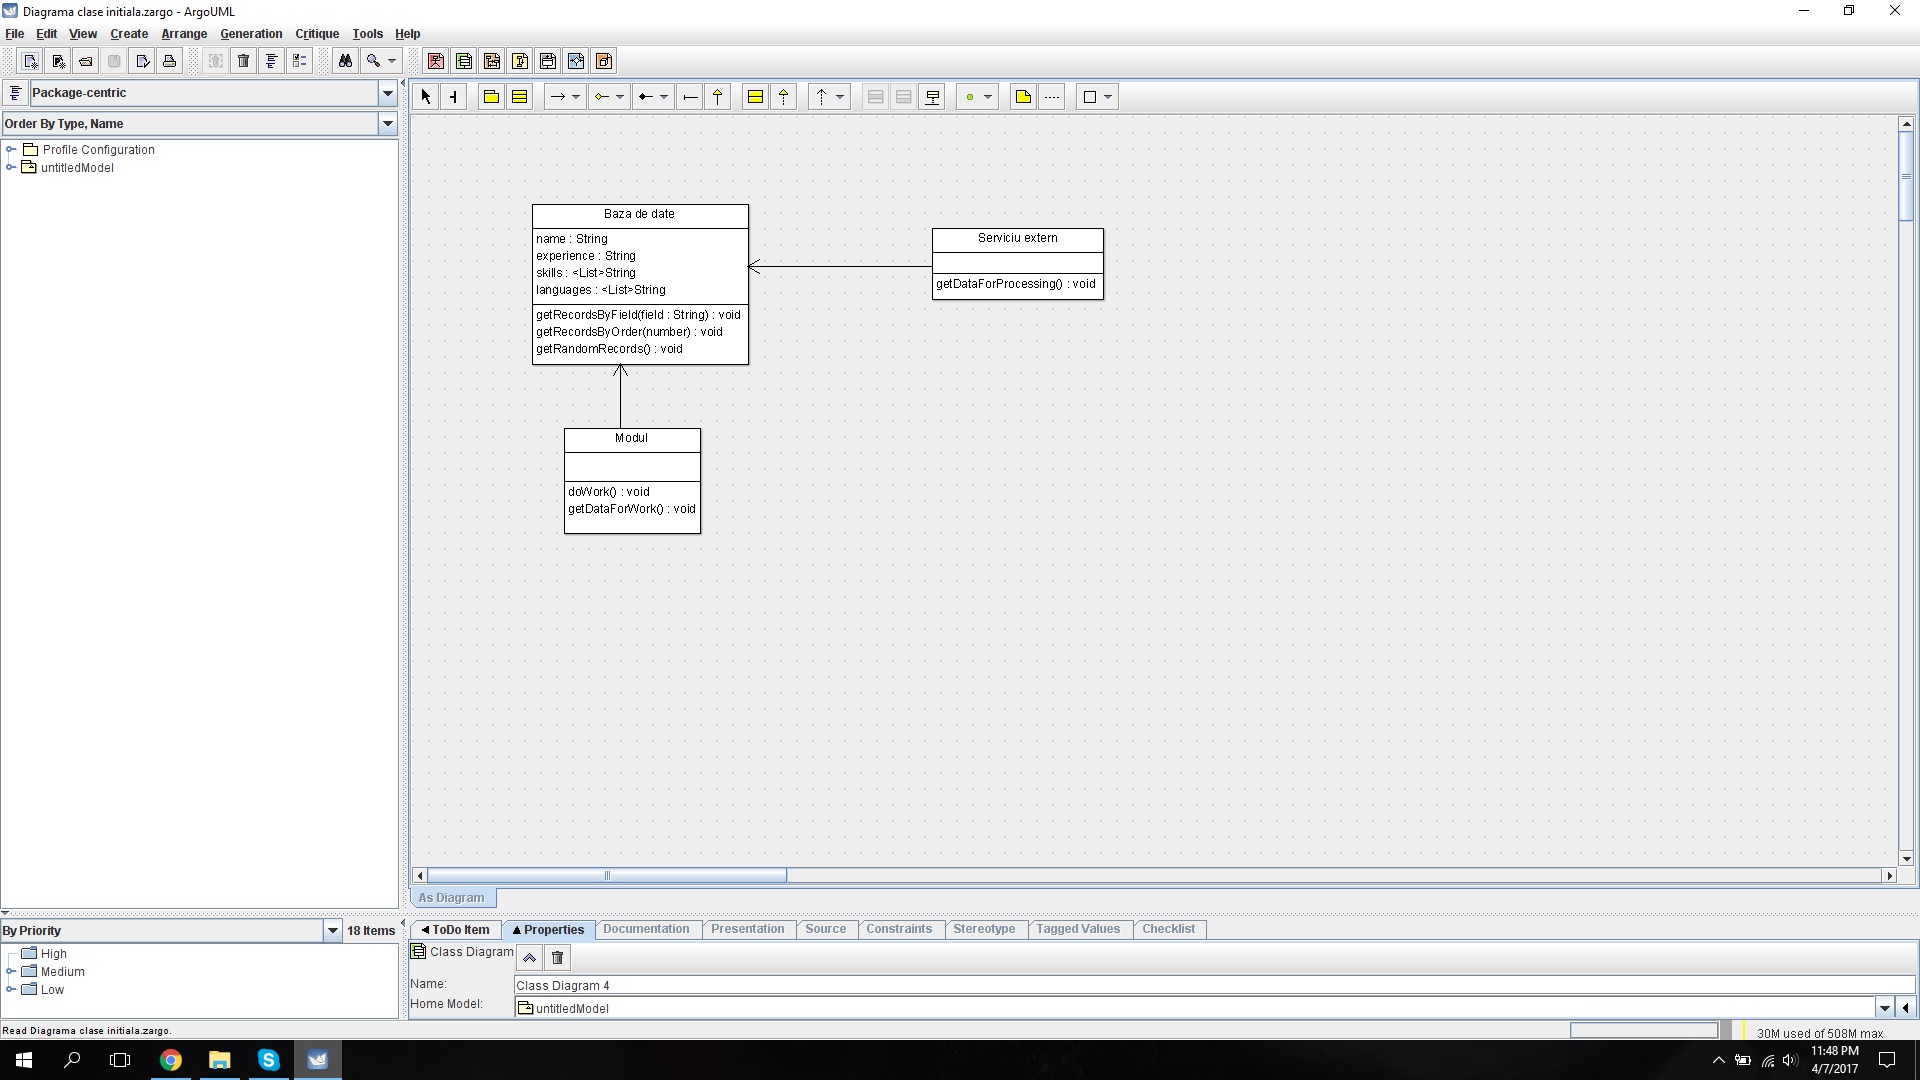 Diagrama clase initiala.zargo - ArgoUML
File Edit View Create Arrange Generation Critique Tools Help
Package-centric
Order By Type, Name
Profile Configuration
untitledModel
Baza de date
name : String
experience : String
skills : <List>String
languages : <List>String
getRecordsByField(field : String) : void
getRecordsByOrder(number) : void
getRandomRecords() : void
Serviciu extern
getDataForProcessing() : void
Modul
doWork() : void
getDataForWork() : void
As Diagram
By Priority 18 Items
High
Medium
Low
ToDo Item Properties Documentation Presentation Source Constraints Stereotype Tagged Values Checklist
Class Diagram
Name: Class Diagram 4
Home Model: untitledModel
Read Diagrama clase initiala.zargo.
30M used of 508M max
11:48 PM
4/7/2017